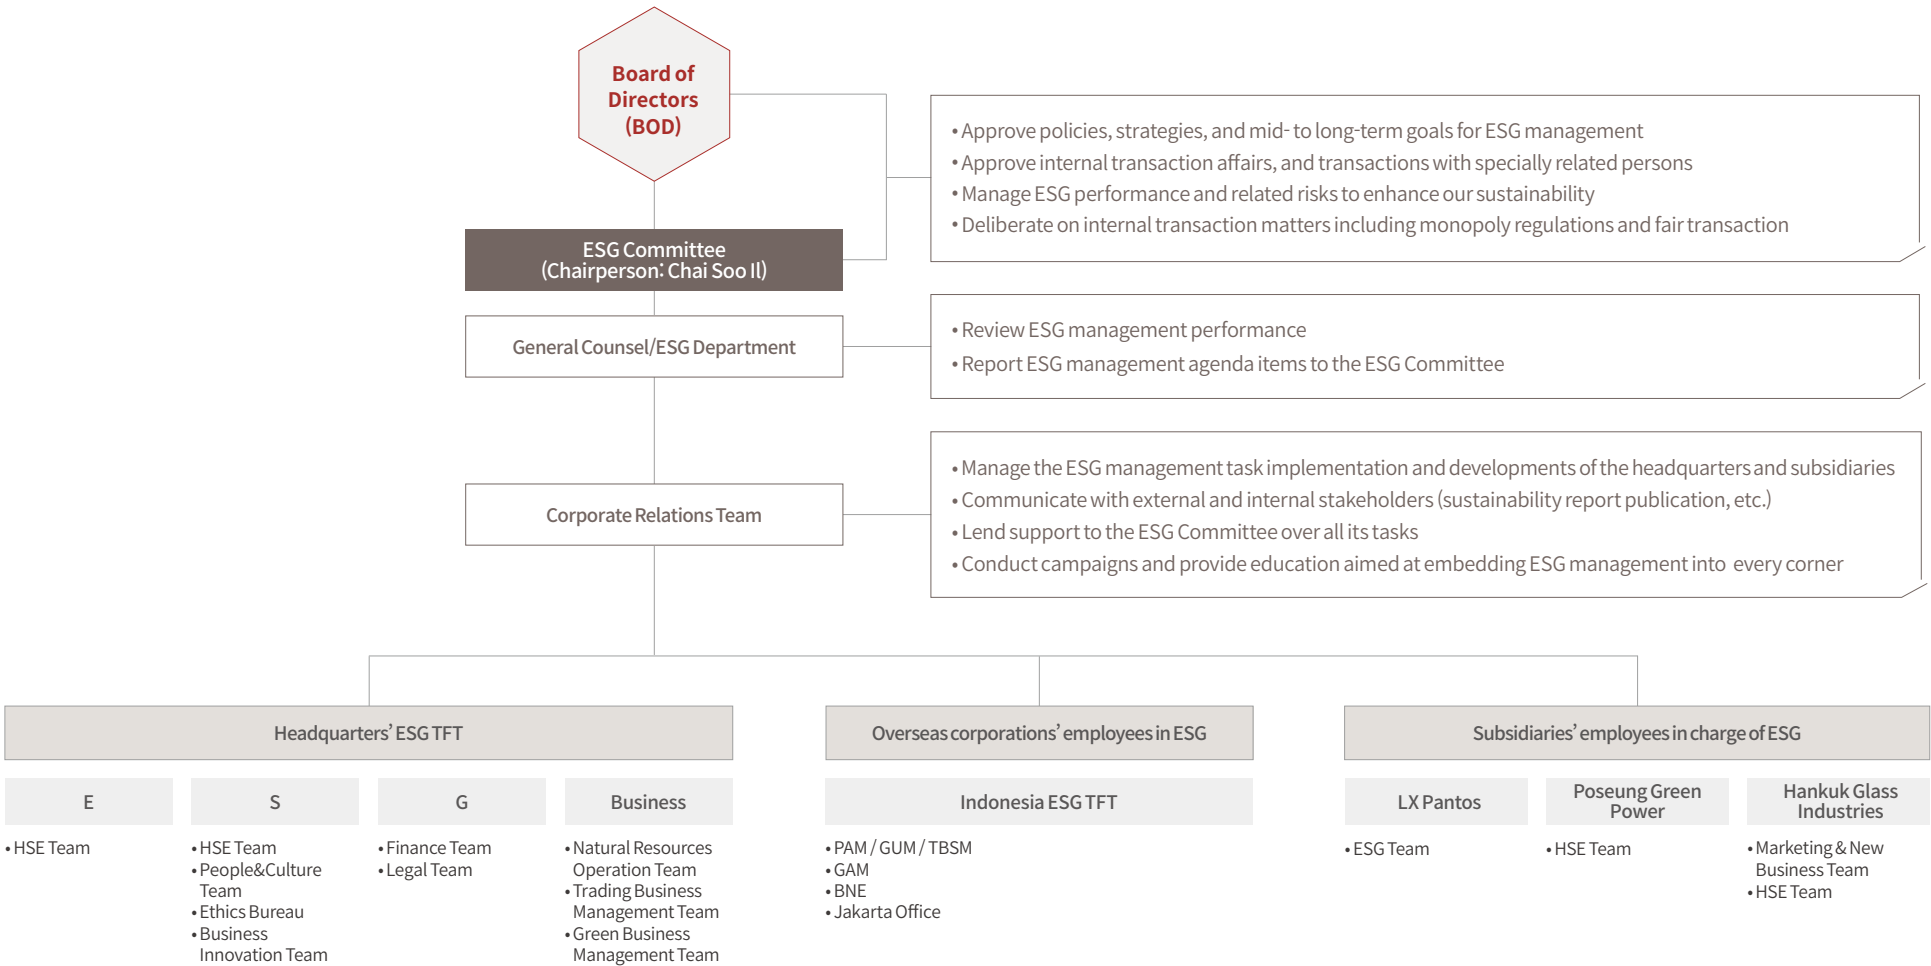 Board of
Directors
(BOD)
• Approve policies, strategies, and mid- to long-term goals for ESG management
• Approve internal transaction affairs, and transactions with specially related persons
• Manage ESG performance and related risks to enhance our sustainability
• Deliberate on internal transaction matters including monopoly regulations and fair transaction
ESG Committee
(Chairperson: Chai Soo Il)
General Counsel/ESG Department
• Review ESG management performance
• Report ESG management agenda items to the ESG Committee
Corporate Relations Team
• Manage the ESG management task implementation and developments of the headquarters and subsidiaries
• Communicate with external and internal stakeholders (sustainability report publication, etc.)
• Lend support to the ESG Committee over all its tasks
• Conduct campaigns and provide education aimed at embedding ESG management into every corner
Headquarters’ ESG TFT
E
• HSE Team
S
• HSE Team
• People&Culture
Team
• Ethics Bureau
• Business
Innovation Team
G
• Finance Team
• Legal Team
Business
• Natural Resources
Operation Team
• Trading Business
Management Team
• Green Business
Management Team
Overseas corporations’ employees in ESG
Indonesia ESG TFT
• PAM / GUM / TBSM
• GAM
• BNE
• Jakarta Office
Subsidiaries’ employees in charge of ESG
LX Pantos
• ESG Team
Poseung Green
Power
• HSE Team
Hankuk Glass
Industries
• Marketing & New
Business Team
• HSE Team